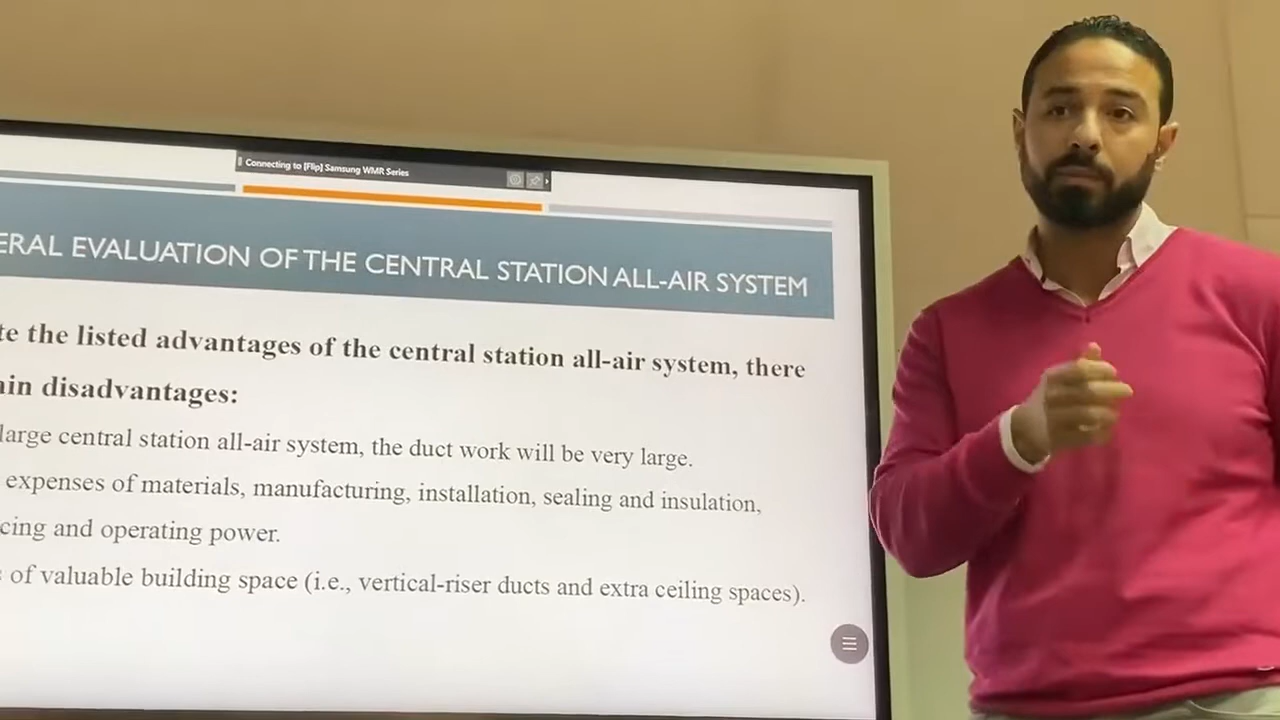 Connecting to [Flip] Samsung WMR Series
ERAL EVALUATION OF THE CENTRAL STATION ALL-AIR SYSTEM
te the listed advantages of the central station all-air system, there
ain disadvantages:
large central station all-air system, the duct work will be very large.
expenses of materials, manufacturing, installation, sealing and insulation,
cing and operating power.
of valuable building space (i.e., vertical-riser ducts and extra ceiling spaces).